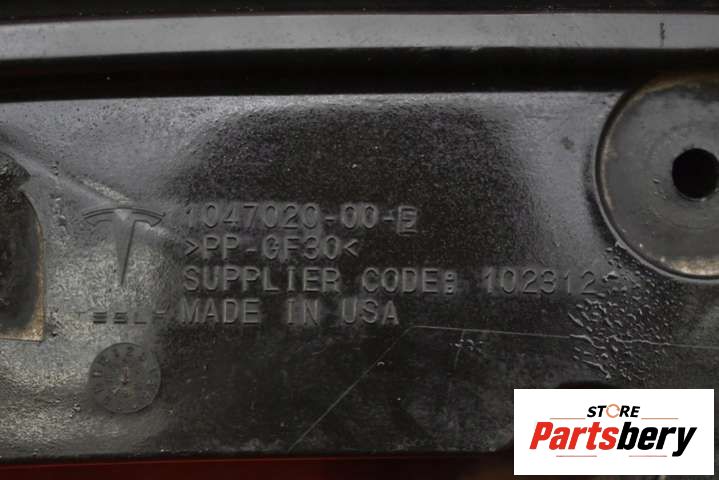 1047020-00-F
>PP-GF30<
SUPPLIER CODE: 102312
MADE IN USA
STORE
Partsbery